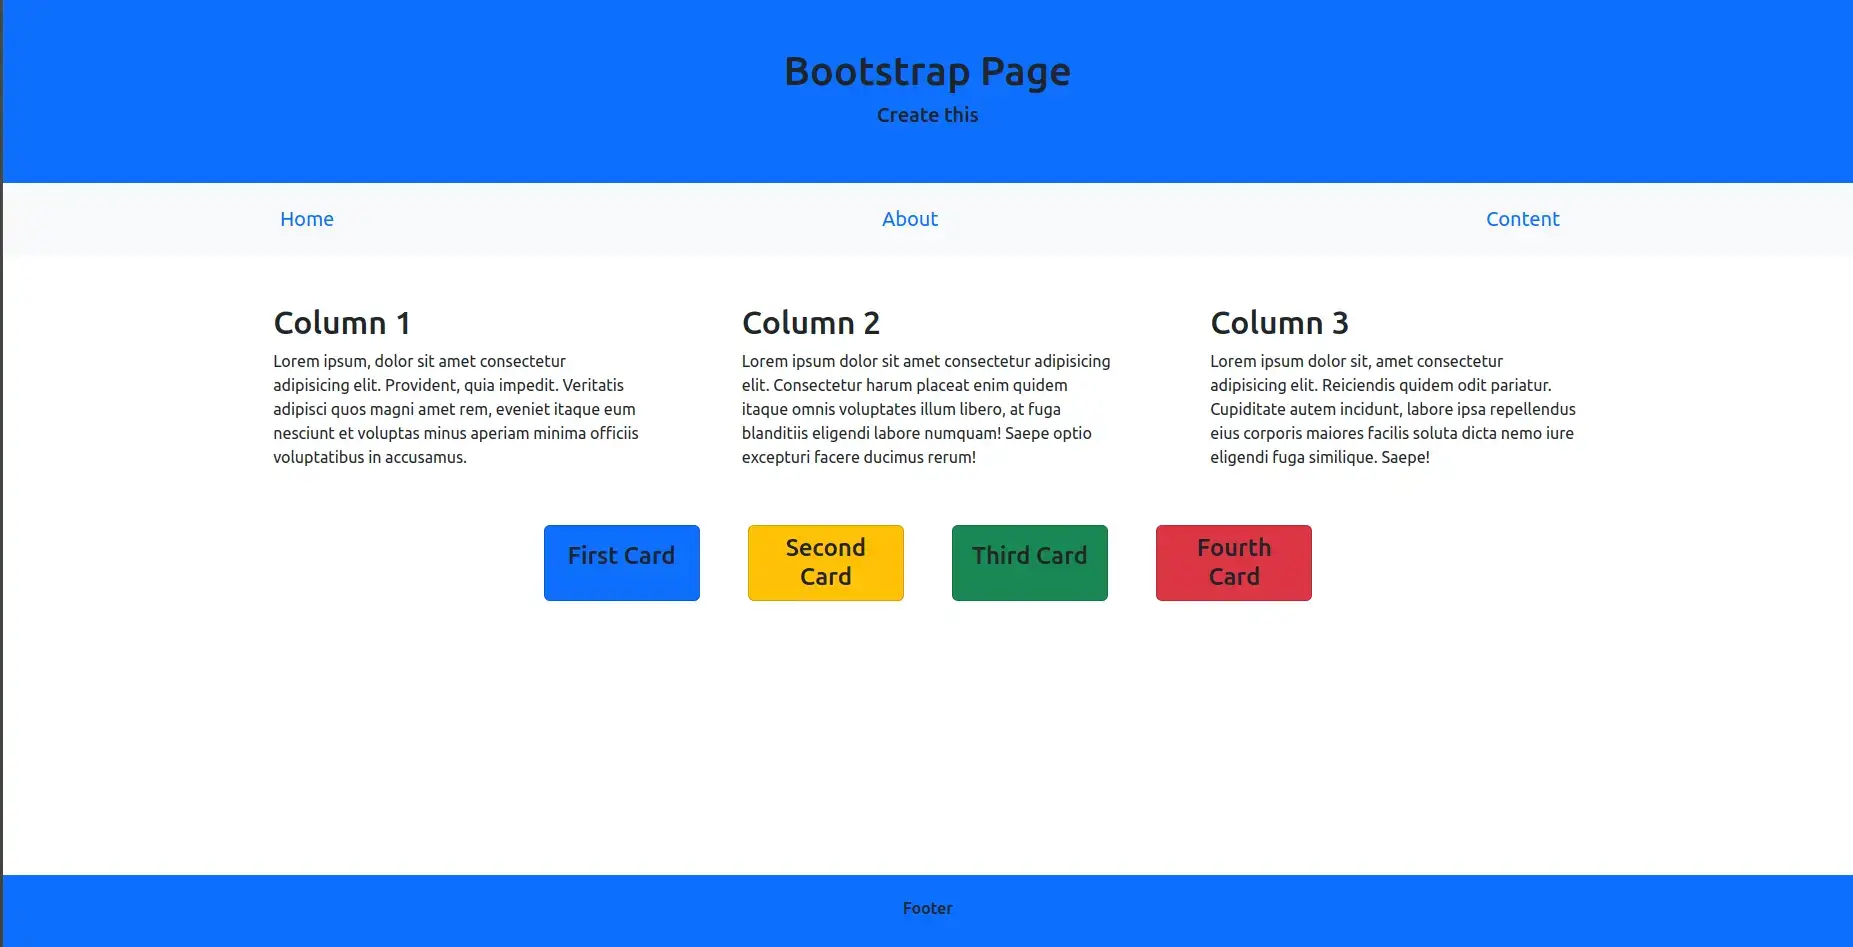 Bootstrap Page
Create this
Home
About
Content
Column 1
Lorem ipsum, dolor sit amet consectetur
adipisicing elit. Provident, quia impedit. Veritatis
adipisci quos magni amet rem, eveniet itaque eum
nesciunt et voluptas minus aperiam minima officiis
voluptatibus in accusamus.
Column 2
Lorem ipsum dolor sit amet consectetur adipisicing
elit. Consectetur harum placeat enim quidem
itaque omnis voluptates illum libero, at fuga
blanditiis eligendi labore numquam! Saepe optio
excepturi facere ducimus rerum!
Column 3
Lorem ipsum dolor sit, amet consectetur
adipisicing elit. Reiciendis quidem odit pariatur.
Cupiditate autem incidunt, labore ipsa repellendus
eius corporis maiores facilis soluta dicta nemo iure
eligendi fuga similique. Saepe!
First Card
Second
Card
Third Card
Fourth
Card
Footer